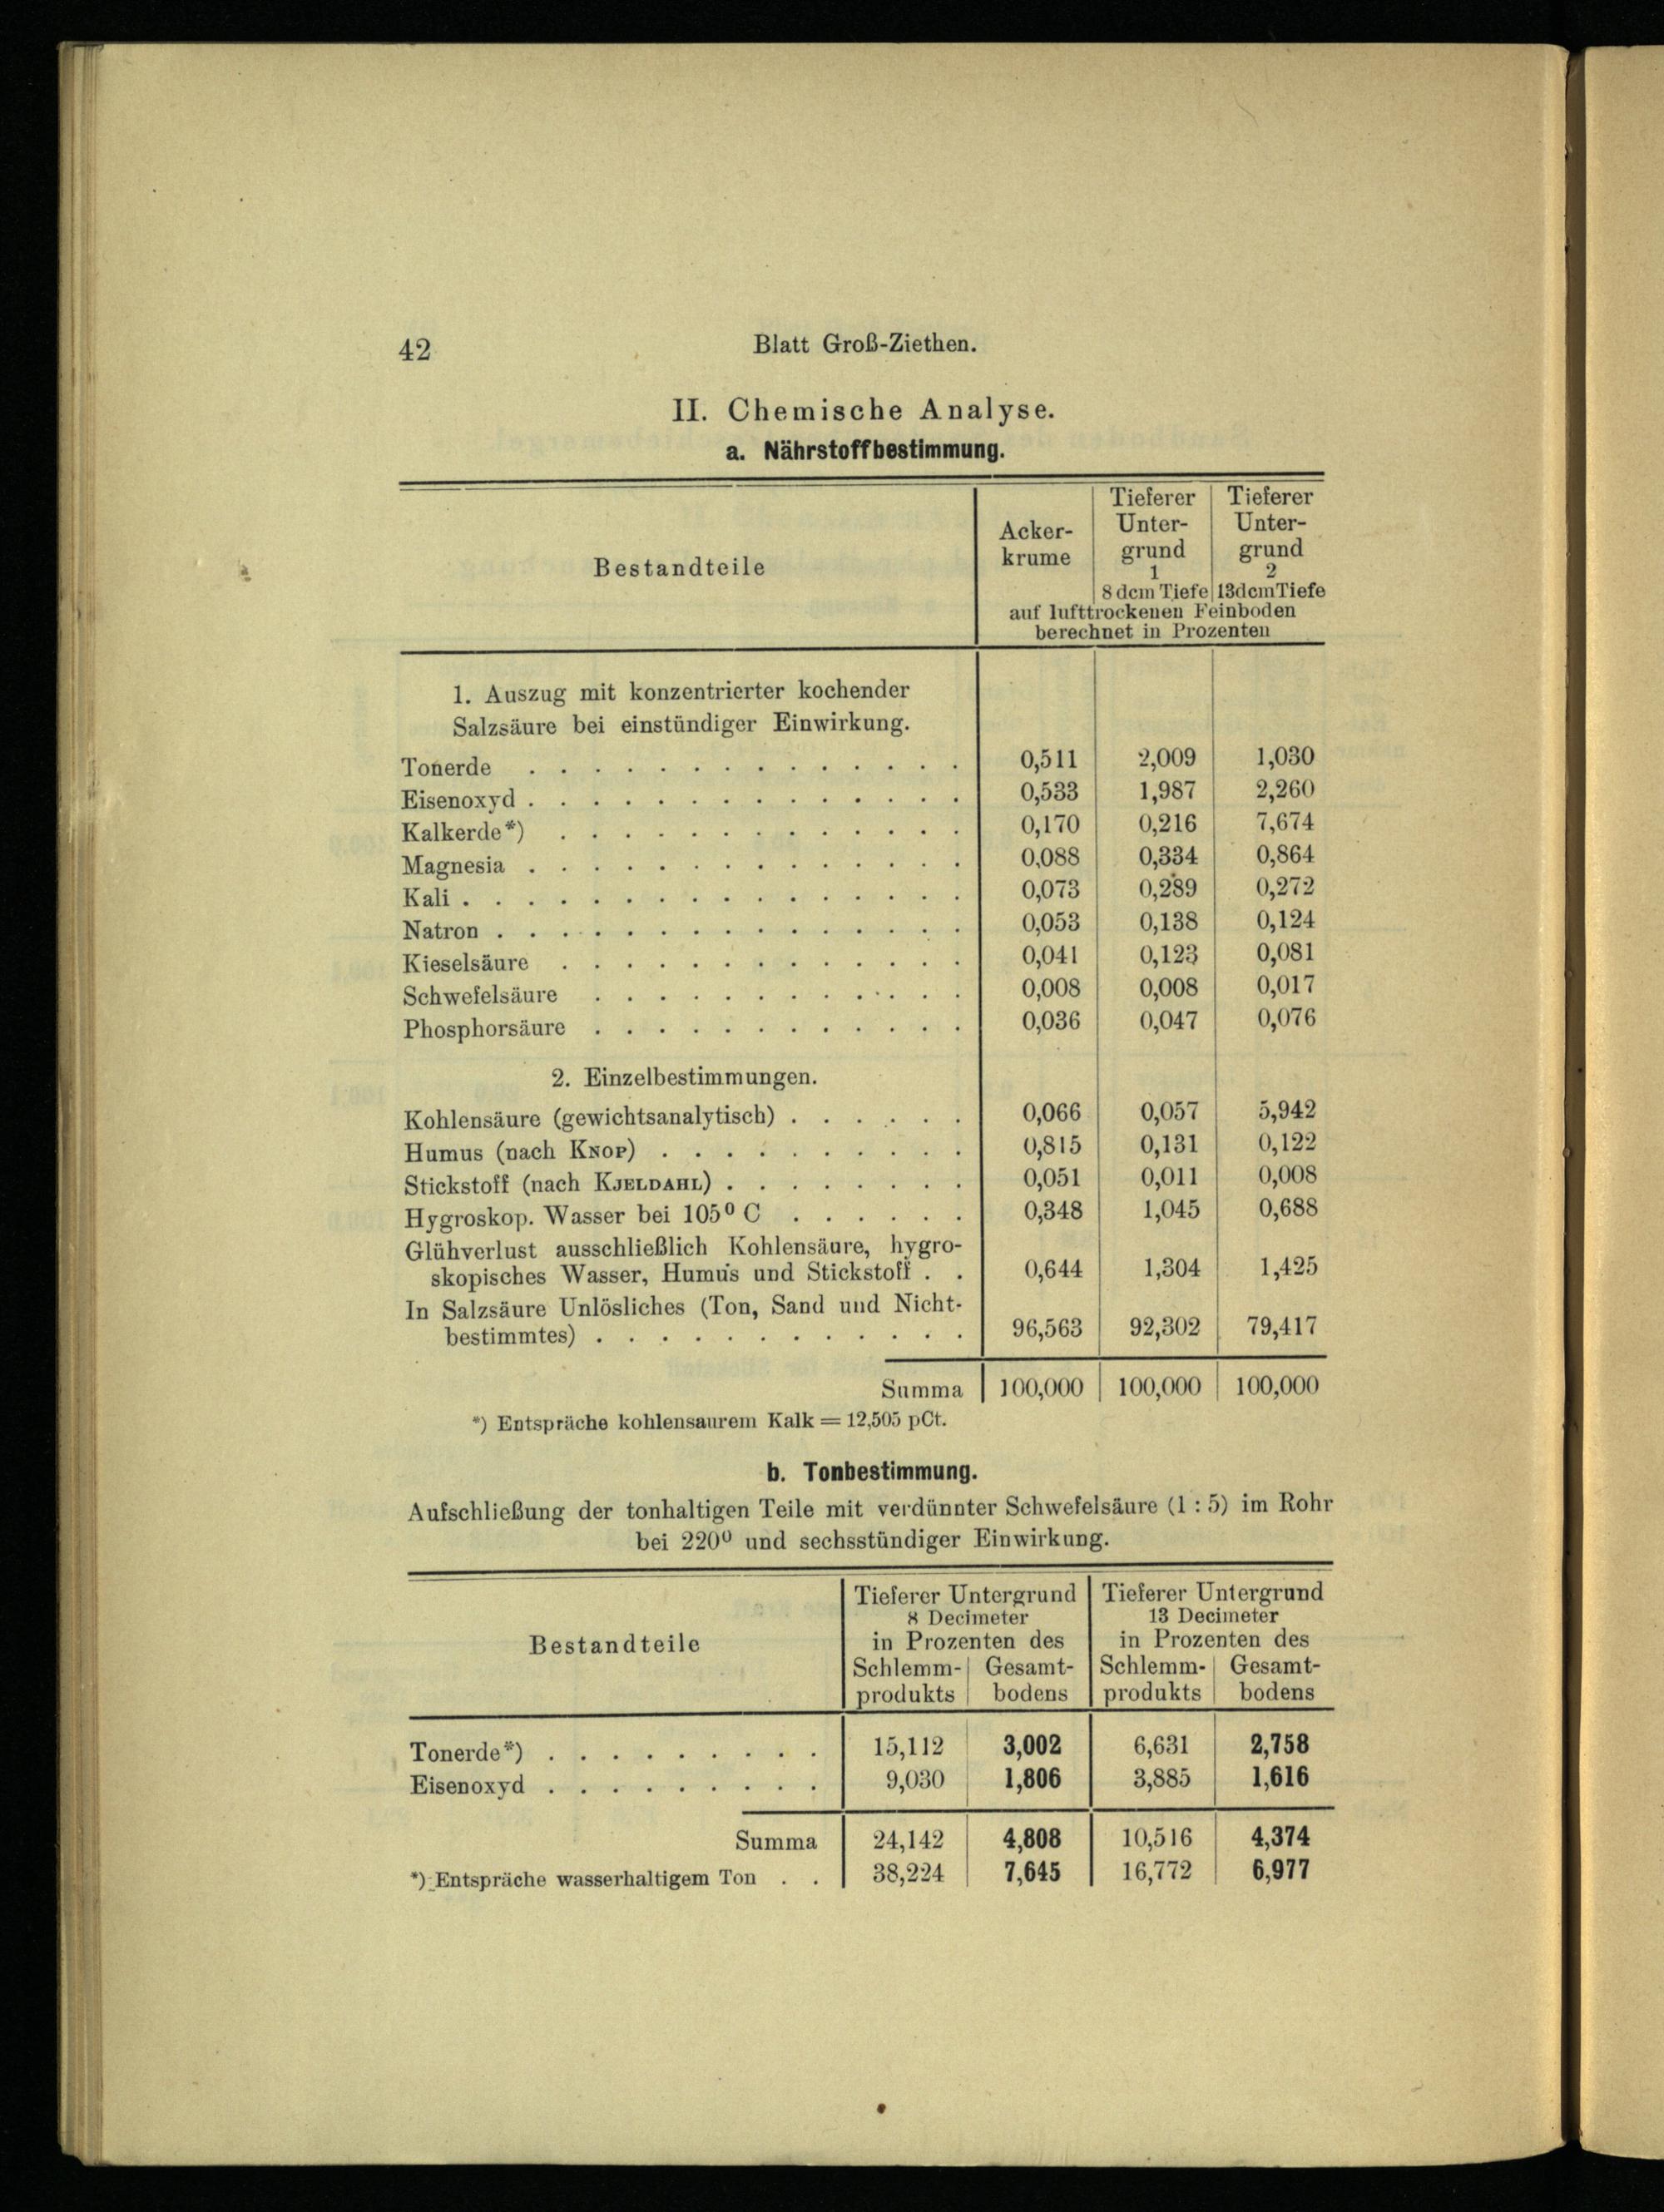 42
Blatt Groß-Ziethen.
II. Chemische Analyse.
a. Nährstoffbestimmung.
Bestandteile
Acker-
krume
Tieferer
Unter-
grund
1
8 dcm Tiefe
Tieferer
Unter-
grund
2
13dcmTiefe
auf lufttrockenen Feinboden
berechnet in Prozenten
1. Auszug mit konzentrierter kochender
Salzsäure bei einstündiger Einwirkung.
Tonerde . . . . . . . . . . . . . . 0,511 2,009 1,030
Eisenoxyd . . . . . . . . . . . . . . 0,533 1,987 2,260
Kalkerde*) . . . . . . . . . . . . . 0,170 0,216 7,674
Magnesia . . . . . . . . . . . . . . 0,088 0,334 0,864
Kali . . . . . . . . . . . . . . . . 0,073 0,289 0,272
Natron . . . . . . . . . . . . . . . 0,053 0,138 0,124
Kieselsäure . . . . . . . . . . . . . 0,041 0,123 0,081
Schwefelsäure . . . . . . . . . . . . 0,008 0,008 0,017
Phosphorsäure . . . . . . . . . . . . 0,036 0,047 0,076
2. Einzelbestimmungen.
Kohlensäure (gewichtsanalytisch) . . . . . . 0,066 0,057 5,942
Humus (nach KNOP) . . . . . . . . . . 0,815 0,131 0,122
Stickstoff (nach KJELDAHL) . . . . . . . . 0,051 0,011 0,008
Hygroskop. Wasser bei 105⁰ C . . . . . . 0,348 1,045 0,688
Glühverlust ausschließlich Kohlensäure, hygro-
skopisches Wasser, Humus und Stickstoff . . 0,644 1,304 1,425
In Salzsäure Unlösliches (Ton, Sand und Nicht-
bestimmtes) . . . . . . . . . . . . 96,563 92,302 79,417
Summa 100,000 100,000 100,000
*) Entspräche kohlensaurem Kalk = 12,505 pCt.
b. Tonbestimmung.
Aufschließung der tonhaltigen Teile mit verdünnter Schwefelsäure (1 : 5) im Rohr
bei 220⁰ und sechsstündiger Einwirkung.
Bestandteile
Tieferer Untergrund
8 Decimeter
in Prozenten des
Schlemm-
produkts
Gesamt-
bodens
Tieferer Untergrund
13 Decimeter
in Prozenten des
Schlemm-
produkts
Gesamt-
bodens
Tonerde*) . . . . . . . . . 15,112 3,002 6,631 2,758
Eisenoxyd . . . . . . . . . 9,030 1,806 3,885 1,616
Summa 24,142 4,808 10,516 4,374
*) Entspräche wasserhaltigem Ton . . 38,224 7,645 16,772 6,977